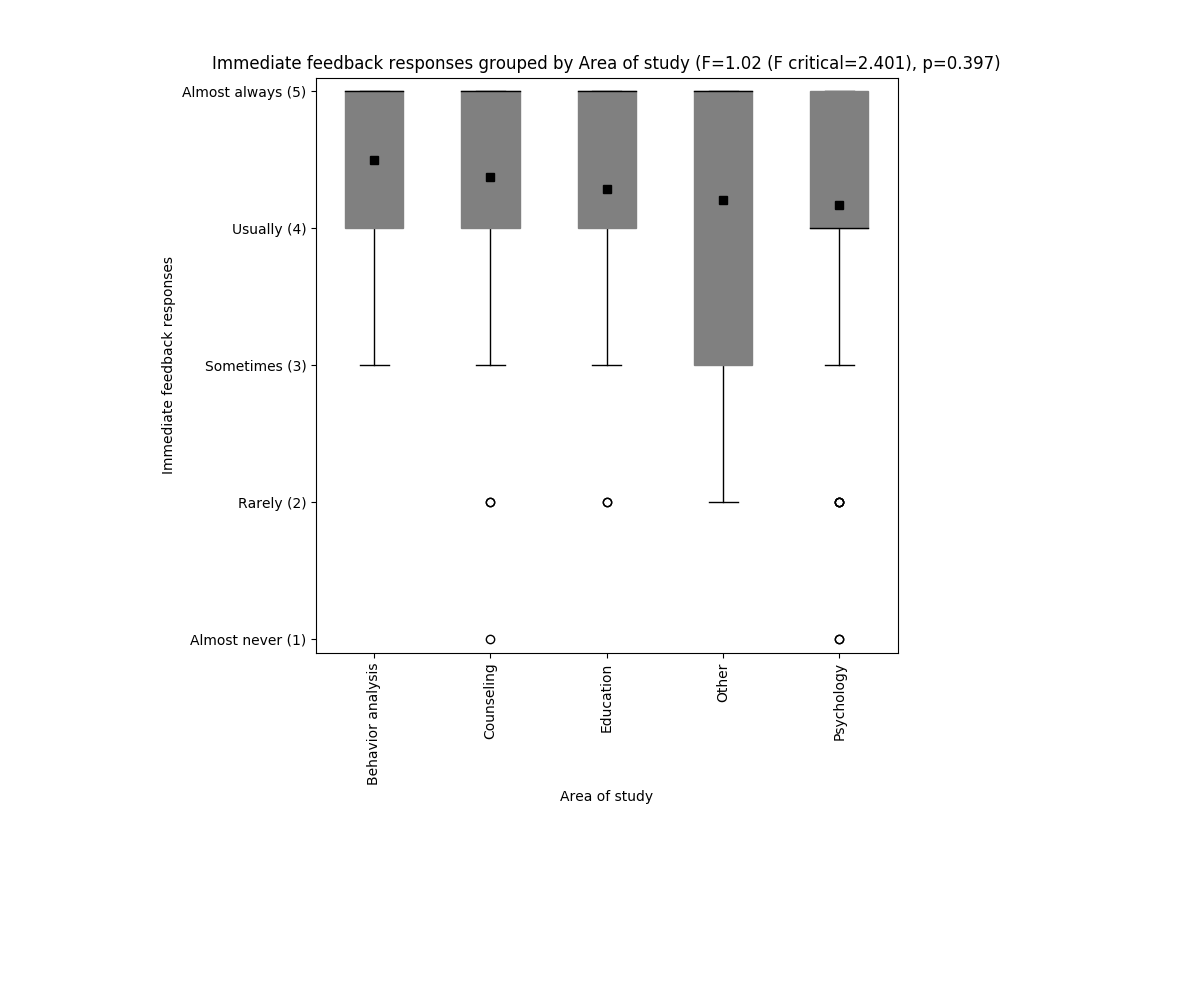 Immediate feedback responses grouped by Area of study (F=1.02 (F critical=2.401), p=0.397)
Almost always (5)
Usually (4)
Sometimes (3)
Rarely (2)
Almost never (1)
Immediate feedback responses
Behavior analysis
Counseling
Education
Other
Psychology
Area of study